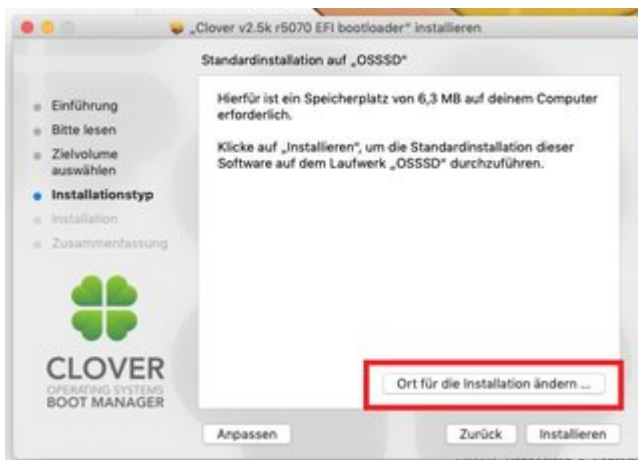 „Clover v2.5k r5070 EFI bootloader“ installieren
Standardinstallation auf „OSSSD“
Einführung
Bitte lesen
Zielvolume
auswählen
Installationstyp
Installation
Zusammenfassung
Hierfür ist ein Speicherplatz von 6,3 MB auf deinem Computer
erforderlich.
Klicke auf „Installieren“, um die Standardinstallation dieser
Software auf dem Laufwerk „OSSSD“ durchzuführen.
CLOVER
OPERATING SYSTEMS
BOOT MANAGER
Ort für die Installation ändern ...
Anpassen
Zurück
Installieren